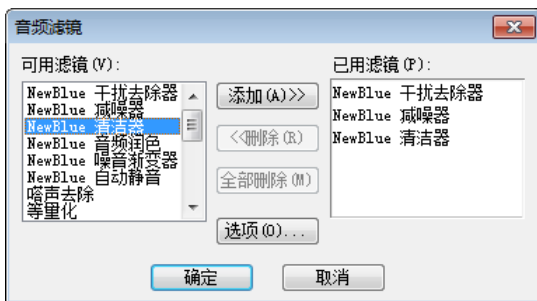 音频滤镜
可用滤镜(V):
NewBlue 干扰去除器
NewBlue 减噪器
NewBlue 清洁器
NewBlue 音频润色
NewBlue 噪音渐变器
NewBlue 自动静音
嗒声去除
等量化
添加(A)>>
<<删除(R)
全部删除(M)
选项(O)...
已用滤镜(P):
NewBlue 干扰去除器
NewBlue 减噪器
NewBlue 清洁器
确定
取消